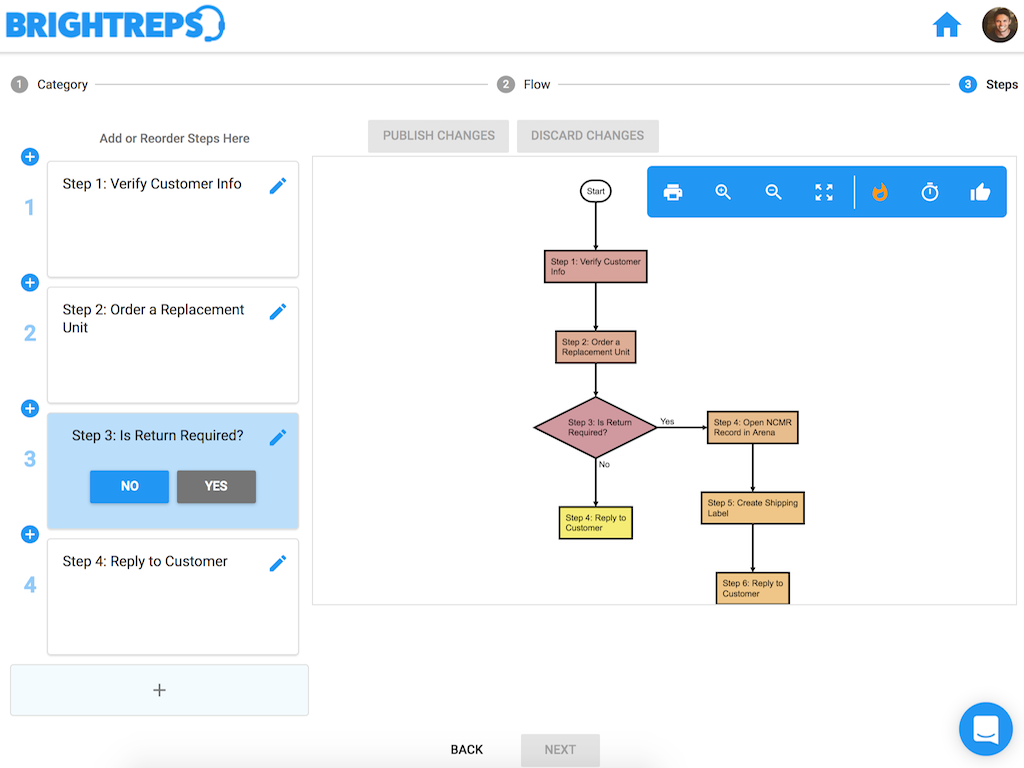 BRIGHTREPS
1 Category
2 Flow
3 Steps
Add or Reorder Steps Here
PUBLISH CHANGES
DISCARD CHANGES
1
Step 1: Verify Customer Info
2
Step 2: Order a Replacement
Unit
3
Step 3: Is Return Required?
NO
YES
4
Step 4: Reply to Customer
+
Start
Step 1: Verify Customer
Info
Step 2: Order a
Replacement Unit
Step 3: Is Return
Required?
Yes
No
Step 4: Open NCMR
Record in Arena
Step 5: Create Shipping
Label
Step 4: Reply to
Customer
Step 6: Reply to
Customer
BACK
NEXT